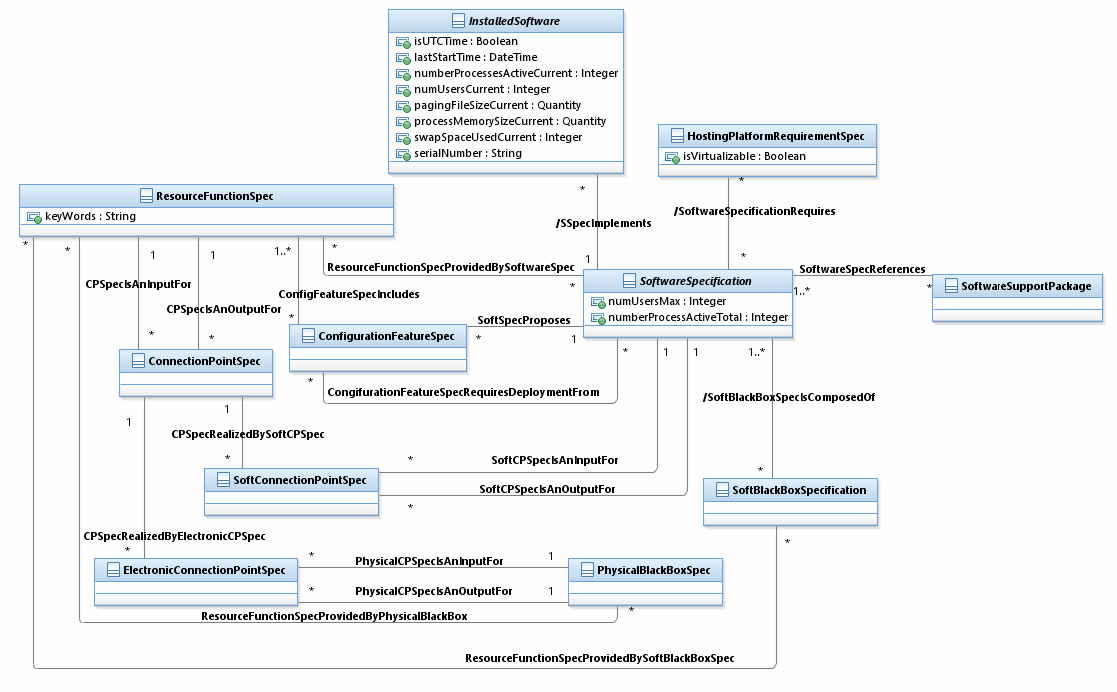 InstalledSoftware
isUTCTime : Boolean
lastStartTime : DateTime
numberProcessesActiveCurrent : Integer
numUsersCurrent : Integer
pagingFileSizeCurrent : Quantity
processMemorySizeCurrent : Quantity
swapSpaceUsedCurrent : Integer
serialNumber : String
HostingPlatformRequirementSpec
isVirtualizable : Boolean
*
*
/SoftwareSpecificationRequires
*
ResourceFunctionSpec
keyWords : String
/SSpecImplements
1
*
*
1
1
1..*
*
CPSpecIsAnInputFor
CPSpecIsAnOutputFor
*
*
ResourceFunctionSpecProvidedBySoftwareSpec
*
ConfigFeatureSpecIncludes
*
SoftwareSpecification
numUsersMax : Integer
numberProcessActiveTotal : Integer
SoftwareSpecReferences
1..*
*
SoftwareSupportPackage
SoftSpecProposes
*
1
ConfigurationFeatureSpec
*
*
CongifurationFeatureSpecRequiresDeploymentFrom
1
1
1..*
ConnectionPointSpec
1
1
/SoftBlackBoxSpecIsComposedOf
*
CPSpecRealizedBySoftCPSpec
*
SoftConnectionPointSpec
*
SoftCPSpecIsAnInputFor
SoftCPSpecIsAnOutputFor
*
SoftBlackBoxSpecification
*
CPSpecRealizedByElectronicCPSpec
*
ElectronicConnectionPointSpec
*
PhysicalCPSpecIsAnInputFor
1
*
PhysicalCPSpecIsAnOutputFor
1
PhysicalBlackBoxSpec
*
ResourceFunctionSpecProvidedByPhysicalBlackBox
ResourceFunctionSpecProvidedBySoftBlackBoxSpec